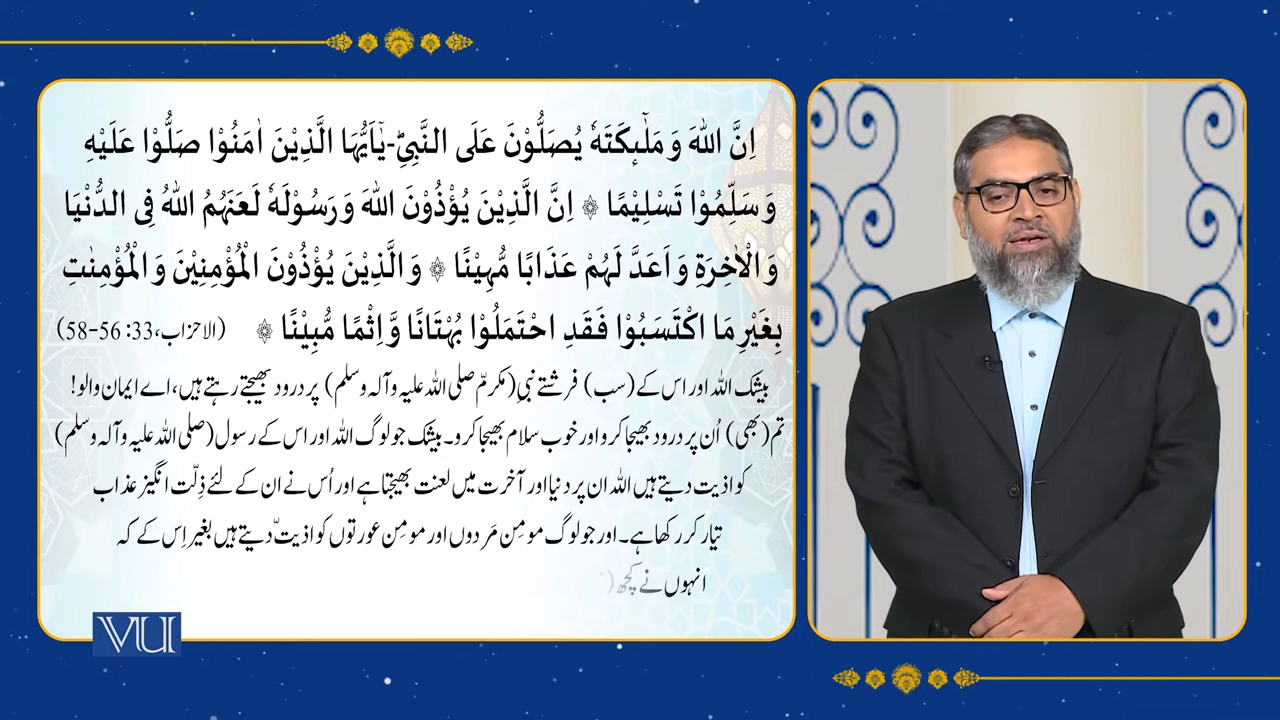 اِنَّ اللّٰهَ وَ مَلٰٓىِٕكَتَهٗ یُصَلُّوْنَ عَلَى النَّبِیِّؕ-یٰۤاَیُّهَا الَّذِیْنَ اٰمَنُوْا صَلُّوْا عَلَیْهِ
وَ سَلِّمُوْا تَسْلِیْمًا ۞ اِنَّ الَّذِیْنَ یُؤْذُوْنَ اللّٰهَ وَ رَسُوْلَهٗ لَعَنَهُمُ اللّٰهُ فِی الدُّنْیَا
وَ الْاٰخِرَةِ وَ اَعَدَّ لَهُمْ عَذَابًا مُّهِیْنًا ۞ وَ الَّذِیْنَ یُؤْذُوْنَ الْمُؤْمِنِیْنَ وَ الْمُؤْمِنٰتِ
بِغَیْرِ مَا اكْتَسَبُوْا فَقَدِ احْتَمَلُوْا بُهْتَانًا وَّ اِثْمًا مُّبِیْنًا ۞ (الاحزاب،33: 56-58)
بیشک اللہ اور اس کے (سب) فرشتے نبیِ (مکرمّ صلی اللہ علیہ وآلہ وسلم) پر درود بھیجتے رہتے ہیں، اے ایمان والو!
تم (بھی) اُن پر درود بھیجا کرو اور خوب سلام بھیجا کرو۔ بیشک جو لوگ اللہ اور اس کے رسول (صلی اللہ علیہ وآلہ وسلم)
کو اذیت دیتے ہیں اللہ ان پر دنیا اور آخرت میں لعنت بھیجتا ہے اور اُس نے ان کے لئے ذِلّت انگیز عذاب
تیار کر رکھا ہے۔ اور جو لوگ مومِن مَردوں اور مومِن عورتوں کو اذیتّ دیتے ہیں بغیر اِس کے کہ
انہوں نے کچھ (
VU